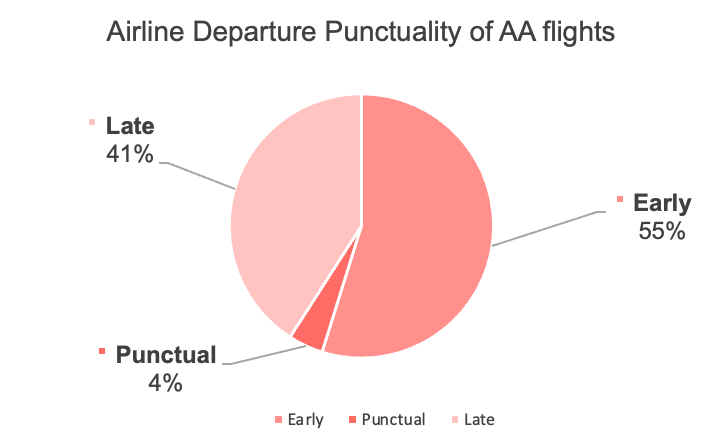 Airline Departure Punctuality of AA flights
Late
41%
Early
55%
Punctual
4%
Early Punctual Late